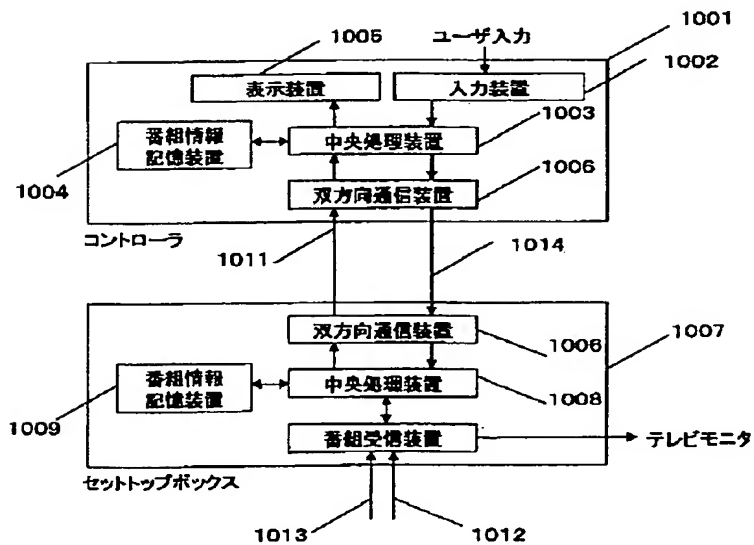 1005
ユーザ入力
1001
1002
表示装置
入力装置
1003
番組情報
記憶装置
中央処理装置
1006
1004
双方向通信装置
コントローラ
1011
1014
双方向通信装置
1006
1007
番組情報
記憶装置
中央処理装置
1008
1009
番組受信装置
テレビモニタ
セットトップボックス
1013
1012